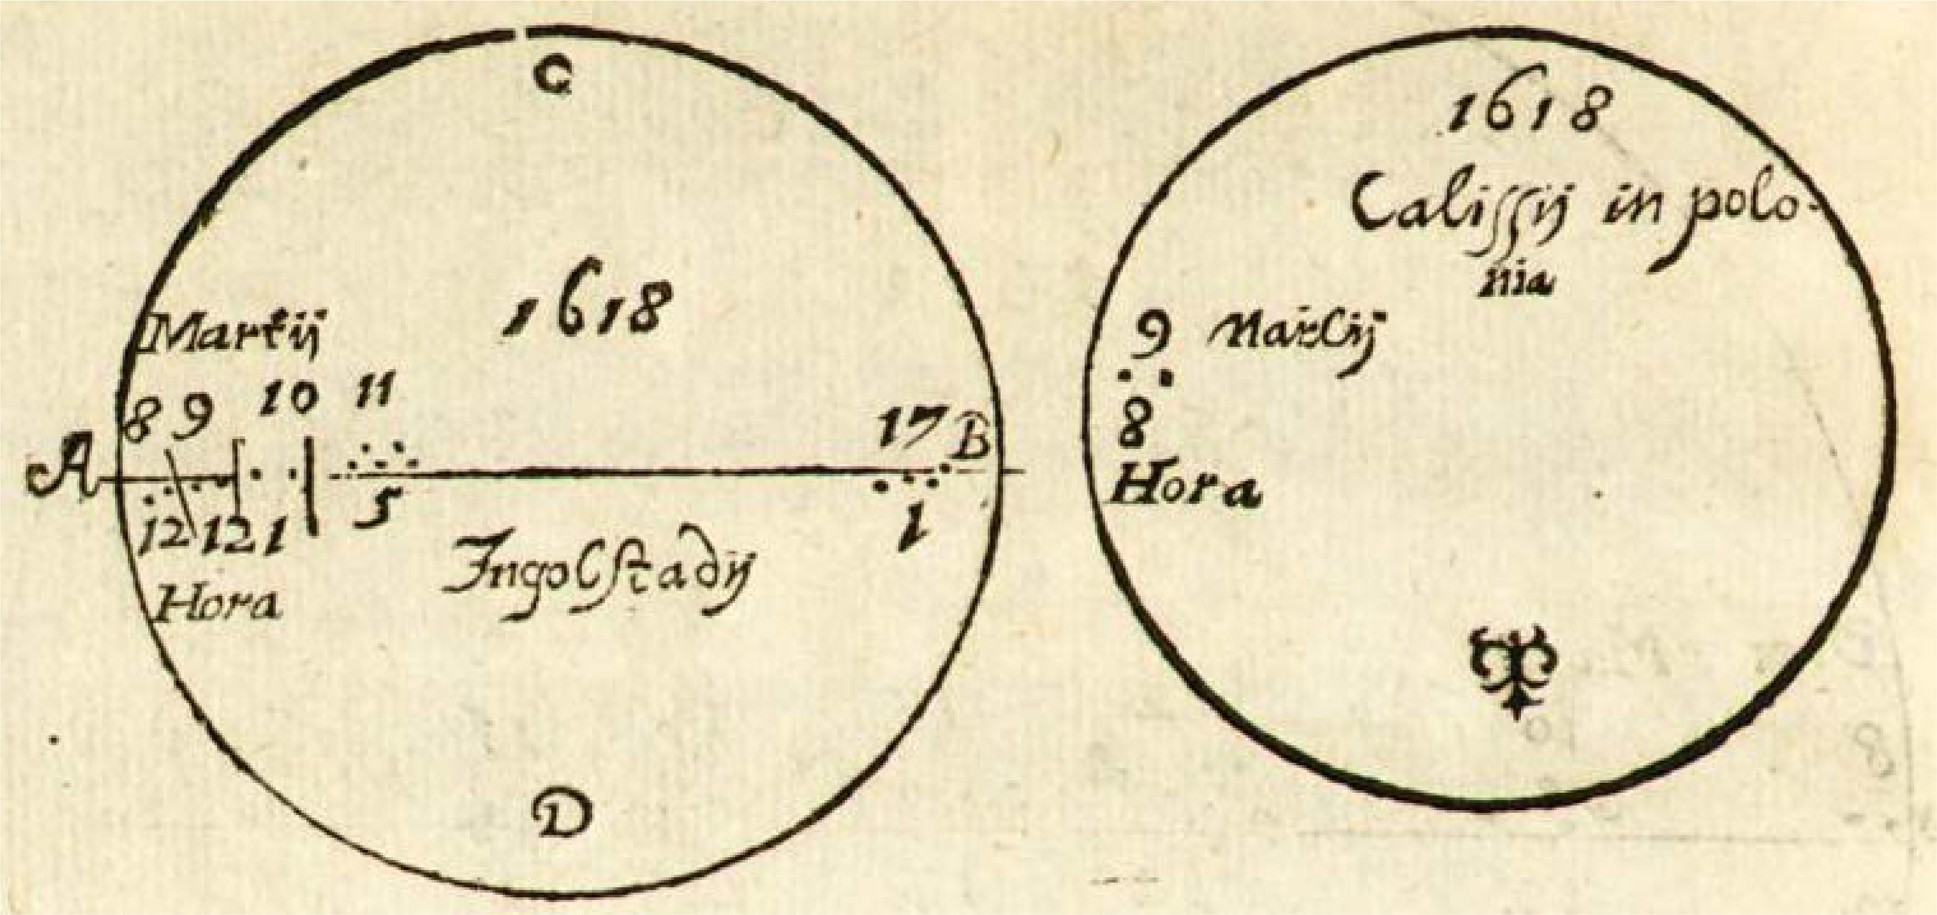 C
1618
Martij
8 9 10 11
17 B
A
12 12 1
5
1
Hora
Ingolstadij
D
1618
Calissij in polo-
nia
9 Martij
8
Hora